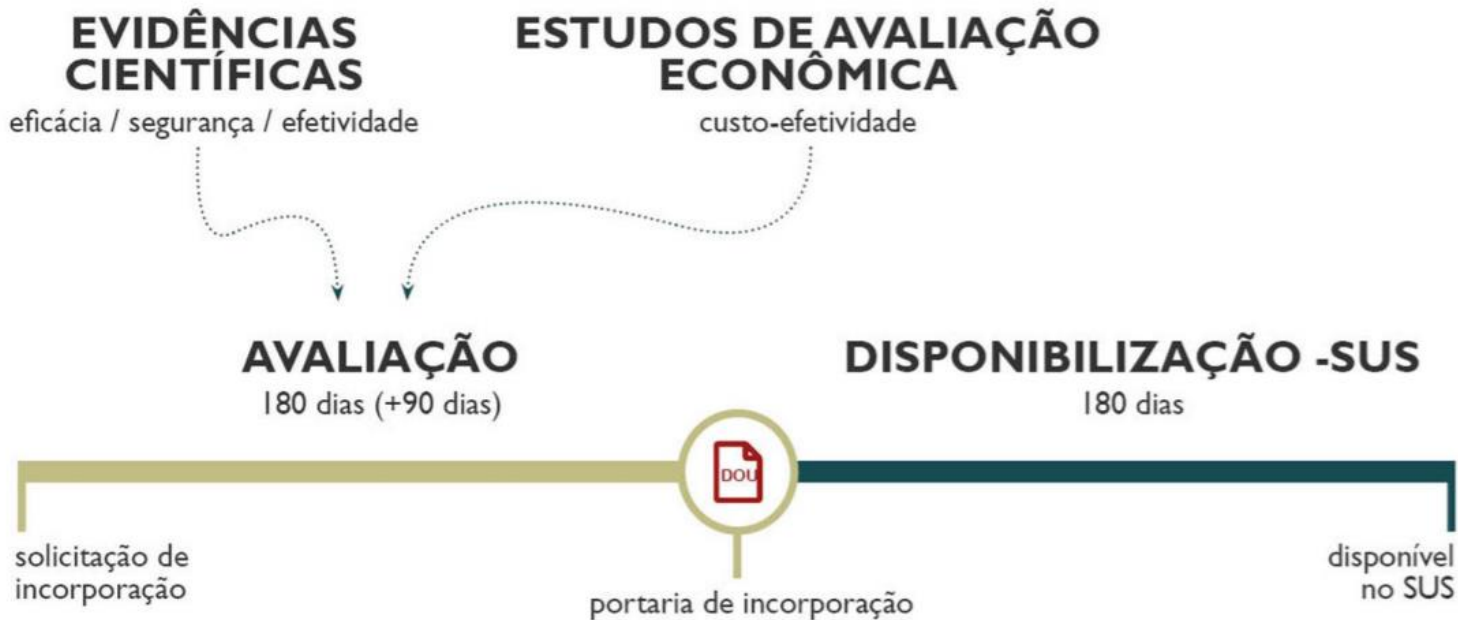 EVIDÊNCIAS
CIENTÍFICAS
eficácia / segurança / efetividade
ESTUDOS DE AVALIAÇÃO
ECONÔMICA
custo-efetividade
AVALIAÇÃO
180 dias (+90 dias)
DISPONIBILIZAÇÃO -SUS
180 dias
DOU
solicitação de
incorporação
portaria de incorporação
disponível
no SUS